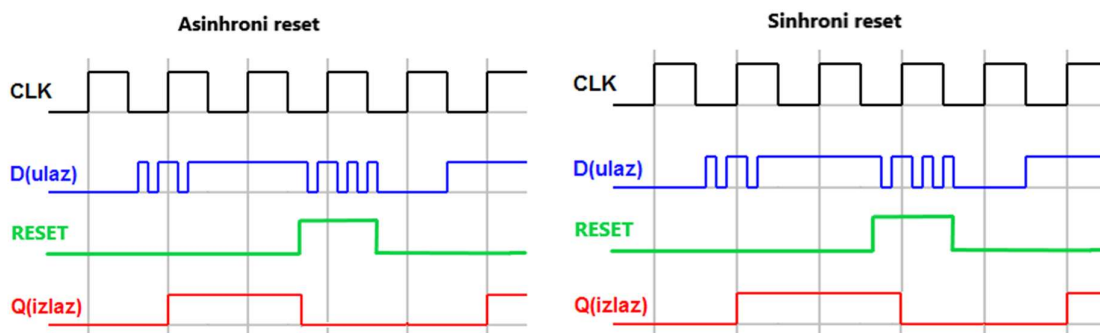 Asinhroni reset
CLK
D(ulaz)
RESET
Q(izlaz)
Sinhroni reset
CLK
D(ulaz)
RESET
Q(izlaz)